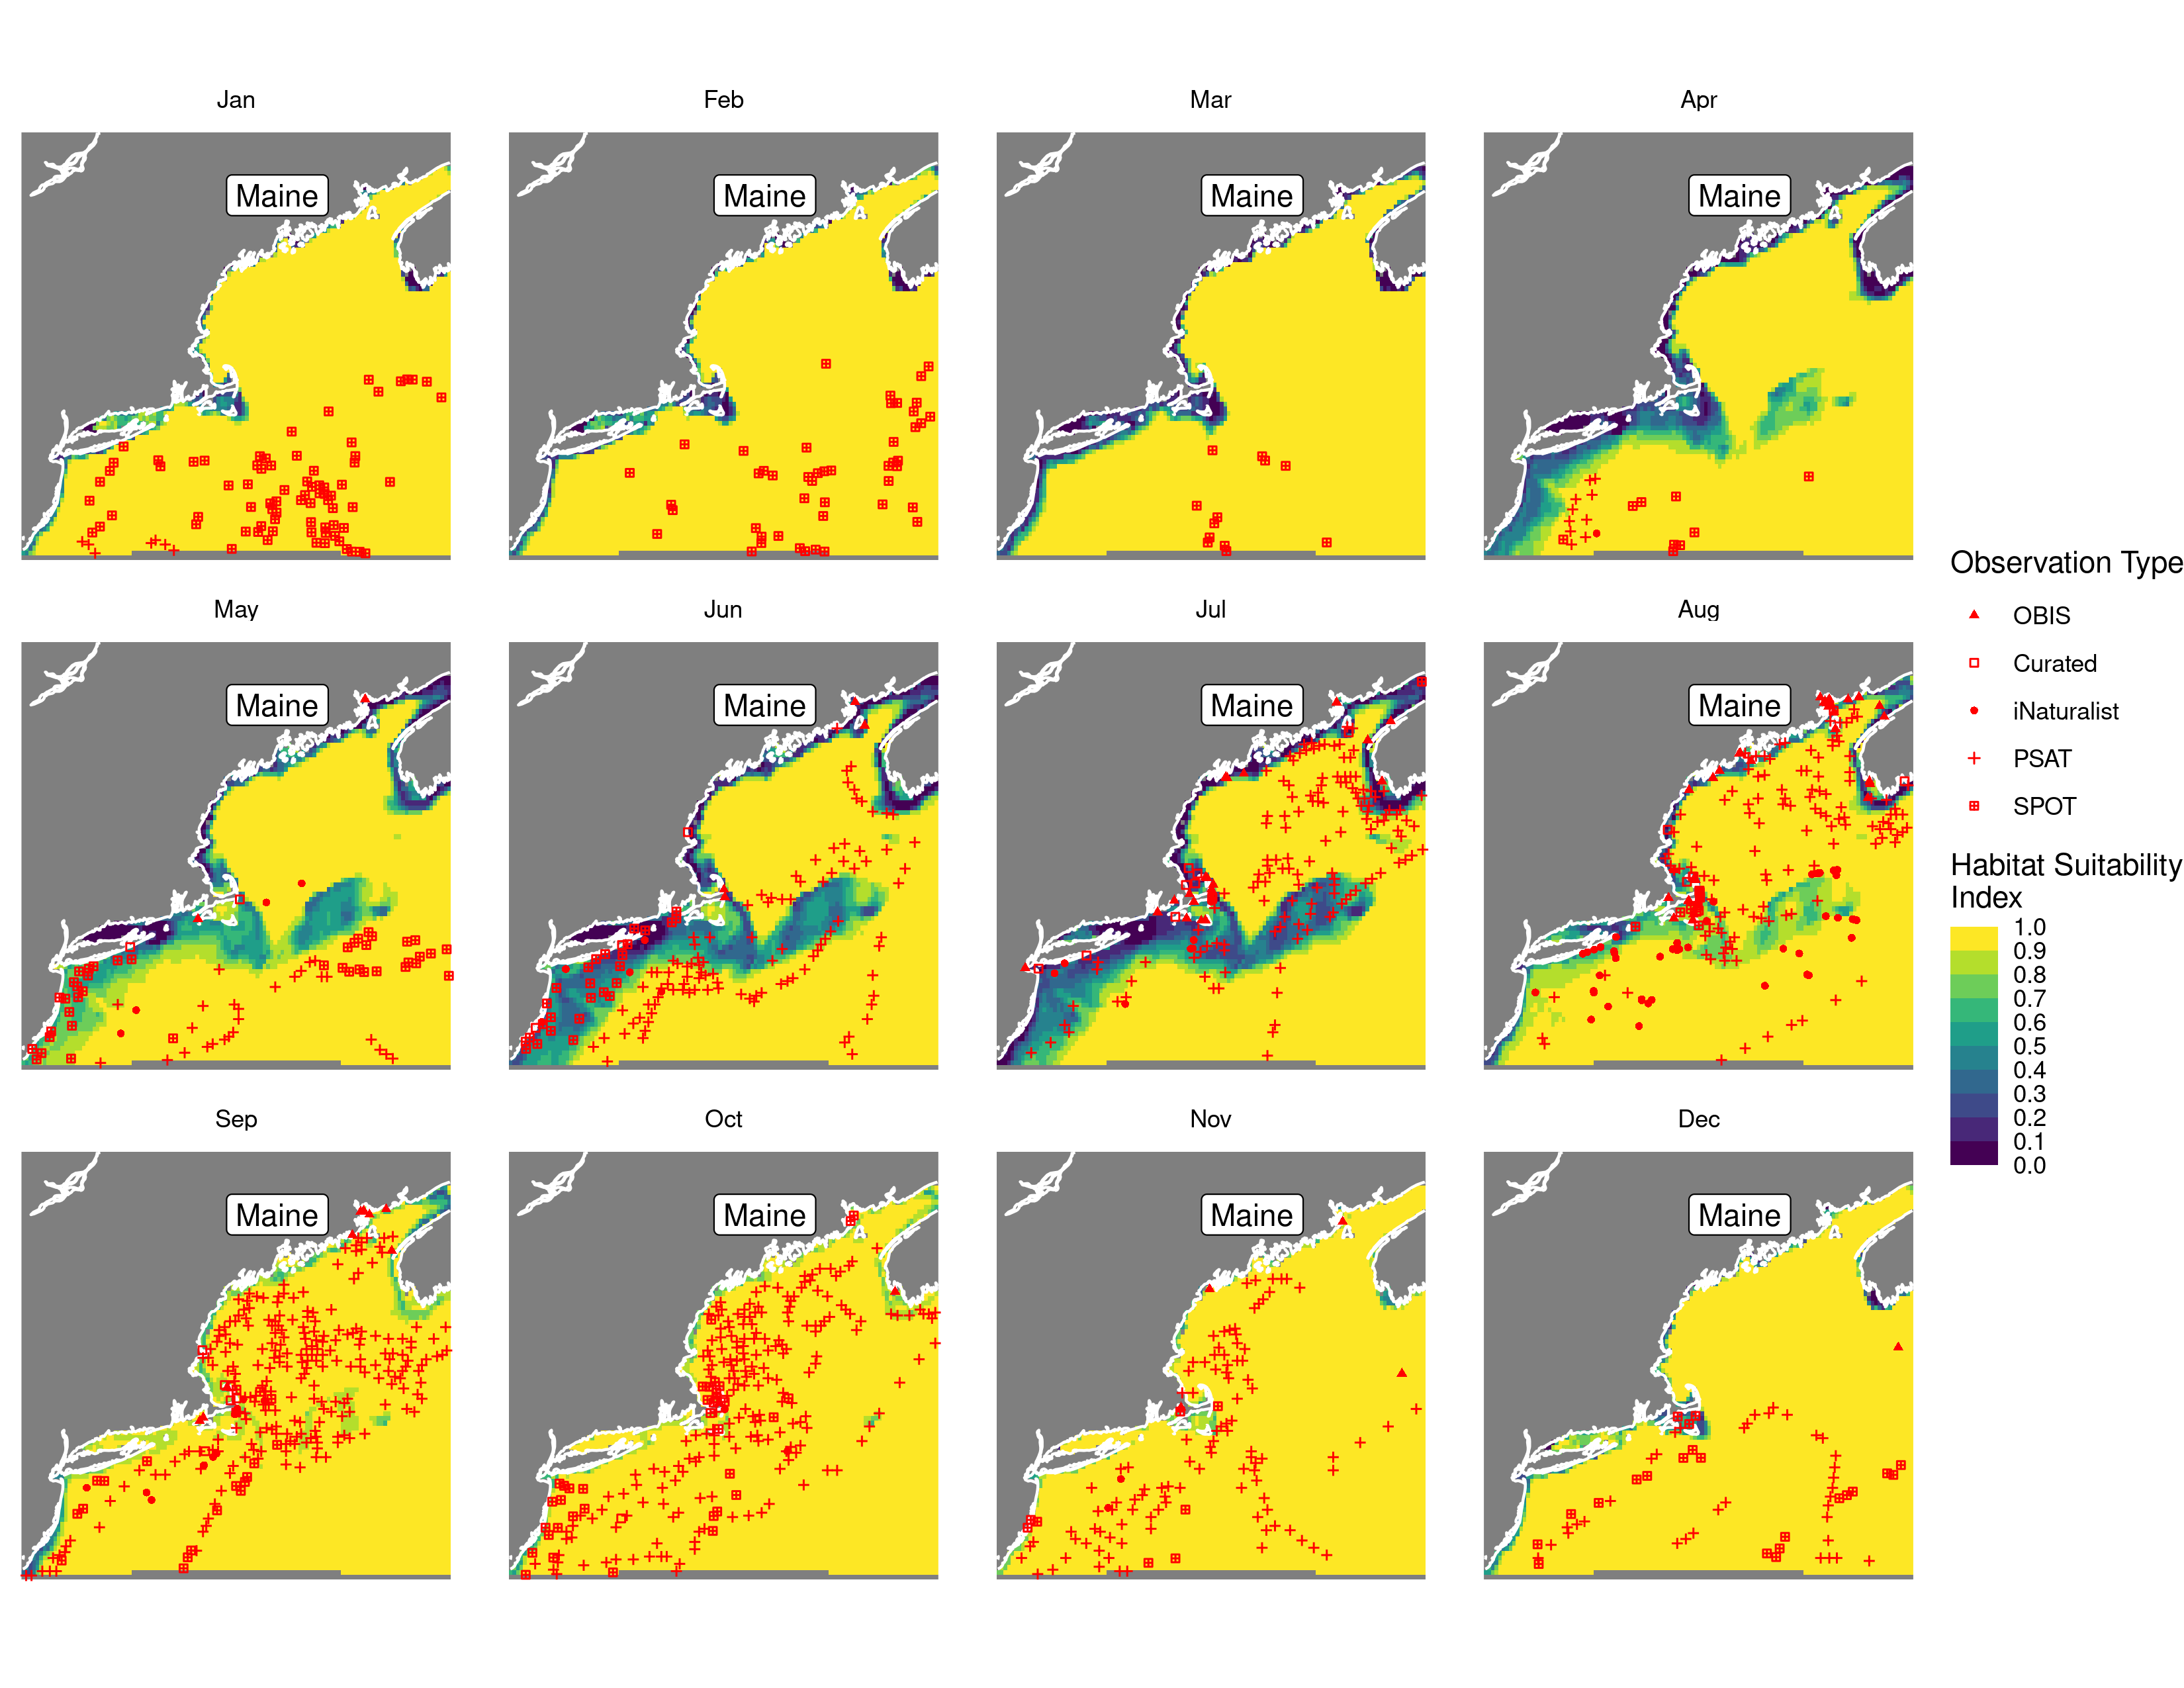 Jan
Feb
Mar
Apr
Maine
Maine
Maine
Maine
May
Jun
Jul
Aug
Maine
Maine
Maine
Maine
Sep
Oct
Nov
Dec
Maine
Maine
Maine
Maine
Observation Type
OBIS
Curated
iNaturalist
PSAT
SPOT
Habitat Suitability
Index
1.0
0.9
0.8
0.7
0.6
0.5
0.4
0.3
0.2
0.1
0.0